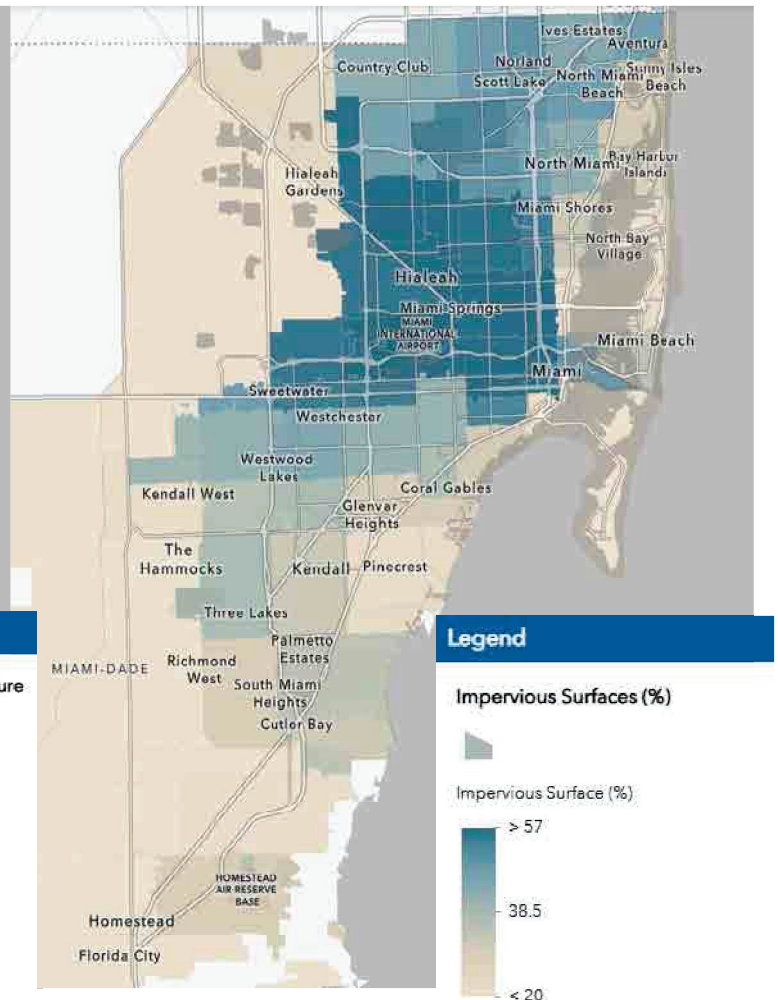 Ives Estates
Aventura
Country Club
Norland
Scott Lake
North Miami
Beach
Sunny Isles
Beach
Hialeah
Gardens
North Miami
Bay Harbor
Islands
Miami Shores
North Bay
Village
Hialeah
Miami Springs
MIAMI
INTERNATIONAL
AIRPORT
Miami Beach
Miami
Sweetwater
Westchester
Westwood
Lakes
Kendall West
Coral Gables
Glenvar
Heights
The
Hammocks
Kendall
Pinecrest
Three Lakes
Palmetto
Estates
MIAMI-DADE
Richmond
West
South Miami
Heights
Cutler Bay
HOMESTEAD
AIR RESERVE
BASE
Homestead
Florida City
ure
Legend
Impervious Surfaces (%)
Impervious Surface (%)
> 57
38.5
< 20